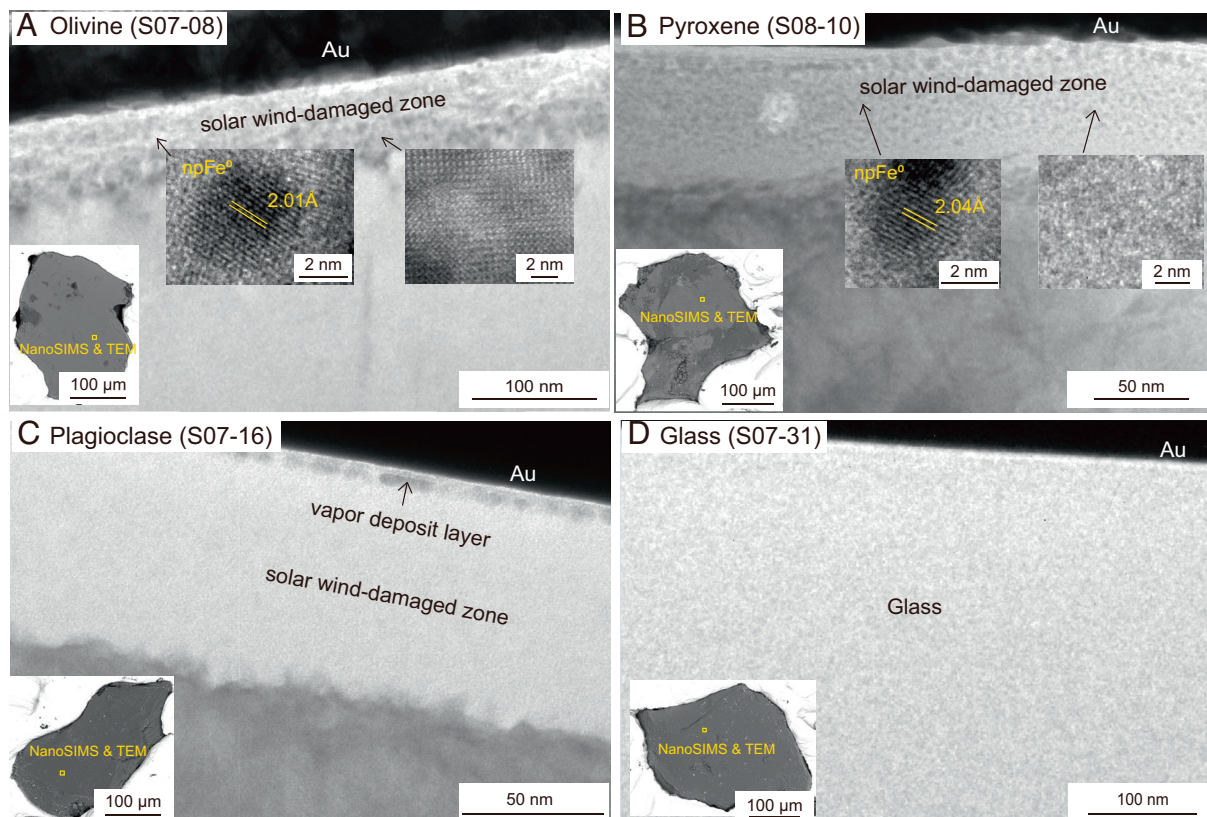 A Olivine (S07-08)
Au
solar wind-damaged zone
npFe⁰
2.01Å
2 nm
2 nm
NanoSIMS & TEM
100 µm
100 nm
B Pyroxene (S08-10)
Au
solar wind-damaged zone
npFe⁰
2.04Å
2 nm
2 nm
NanoSIMS & TEM
100 µm
50 nm
C Plagioclase (S07-16)
Au
vapor deposit layer
solar wind-damaged zone
NanoSIMS & TEM
100 µm
50 nm
D Glass (S07-31)
Au
Glass
NanoSIMS & TEM
100 µm
100 nm